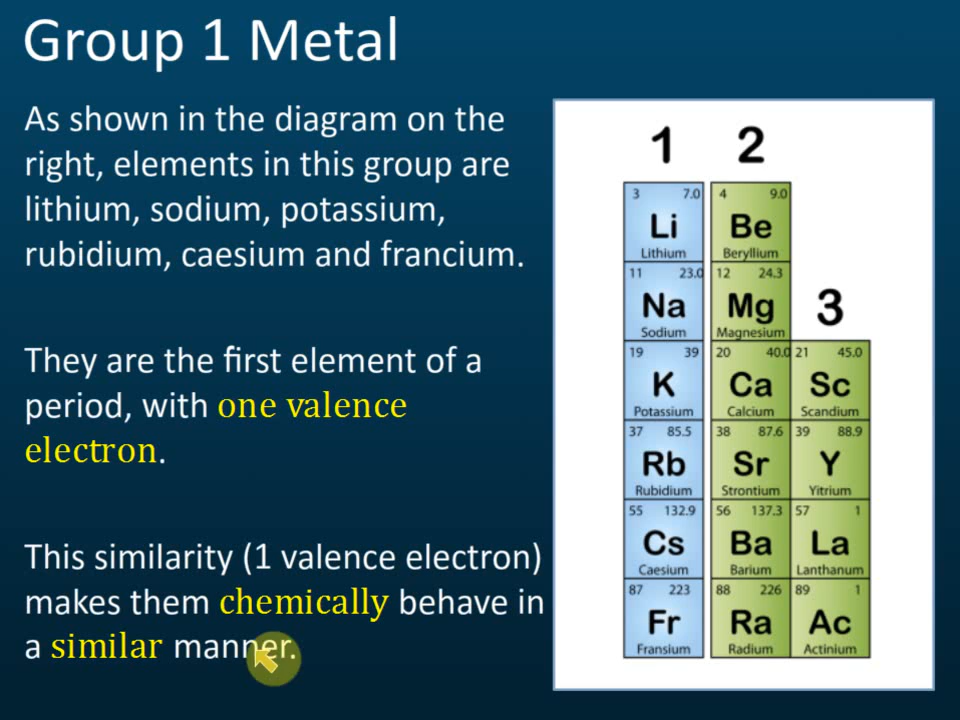 Group 1 Metal
As shown in the diagram on the
right, elements in this group are
lithium, sodium, potassium,
rubidium, caesium and francium.
They are the first element of a
period, with one valence
electron.
This similarity (1 valence electron)
makes them chemically behave in
a similar manner.
1 2
3 7.0 4 9.0
Li Be
Lithium Beryllium
11 23.0 12 24.3
Na Mg 3
Sodium Magnesium
19 39 20 40.0 21 45.0
K Ca Sc
Potassium Calcium Scandium
37 85.5 38 87.6 39 88.9
Rb Sr Y
Rubidium Strontium Yitrium
55 132.9 56 137.3 57 1
Cs Ba La
Caesium Barium Lanthanum
87 223 88 226 89 1
Fr Ra Ac
Fransium Radium Actinium